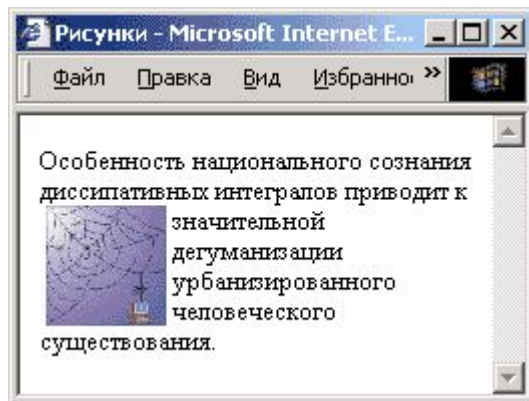 Рисунки - Microsoft Internet E...
Файл Правка Вид Избранно »
Особенность национального сознания
диссипативных интегралов приводит к
значительной
дегуманизации
урбанизированного
человеческого
существования.